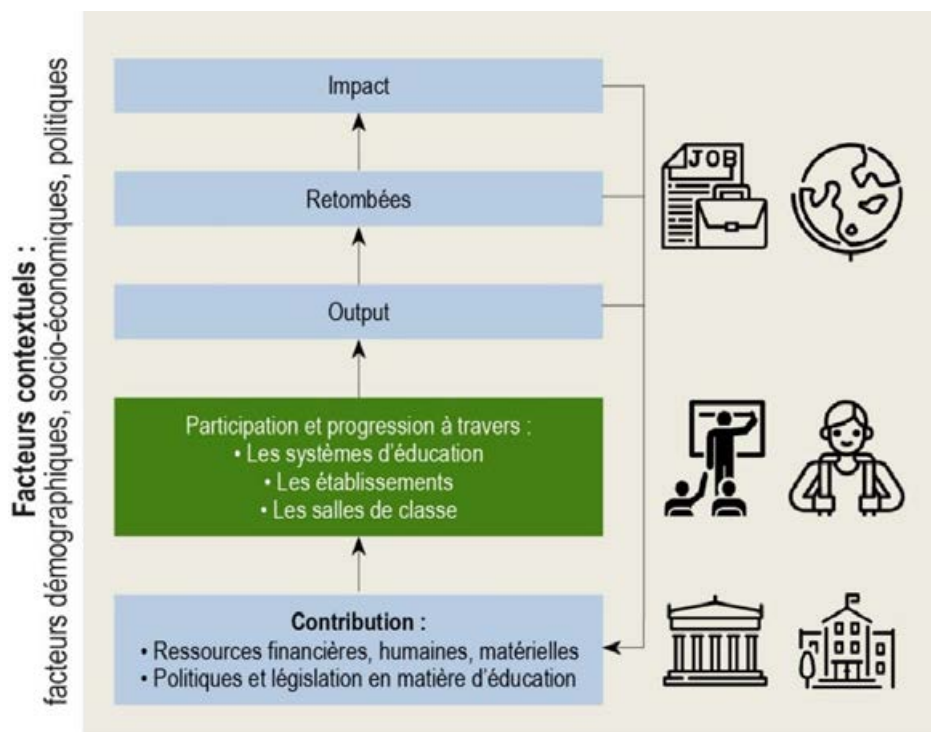 Facteurs contextuels :
facteurs démographiques, socio-économiques, politiques
Impact
Retombées
Output
Participation et progression à travers :
• Les systèmes d'éducation
• Les établissements
• Les salles de classe
Contribution :
• Ressources financières, humaines, matérielles
• Politiques et législation en matière d'éducation
JOB